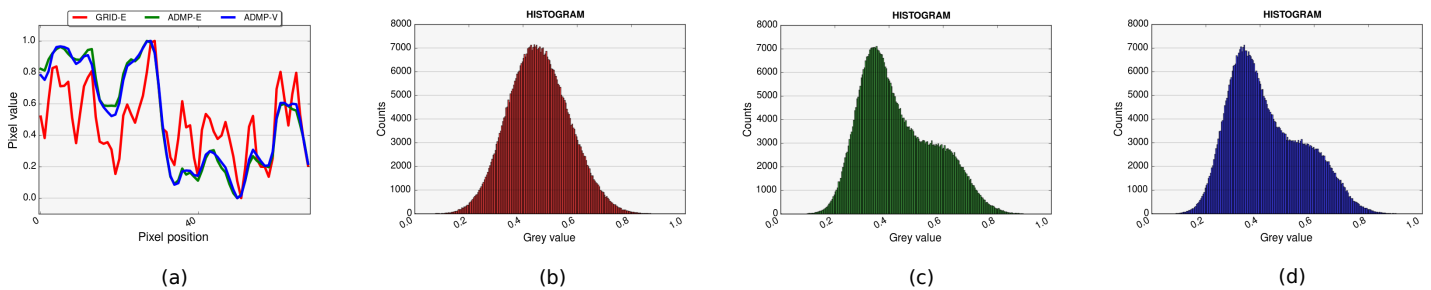 GRID-E ADMP-E ADMP-V
1.0
0.8
0.6
0.4
0.2
0.0
Pixel value
0 40
Pixel position
(a)
HISTOGRAM
8000
7000
6000
5000
4000
3000
2000
1000
0
Counts
0.0 0.2 0.4 0.6 0.8 1.0
Grey value
(b)
HISTOGRAM
8000
7000
6000
5000
4000
3000
2000
1000
0
Counts
0.0 0.2 0.4 0.6 0.8 1.0
Grey value
(c)
HISTOGRAM
8000
7000
6000
5000
4000
3000
2000
1000
0
Counts
0.0 0.2 0.4 0.6 0.8 1.0
Grey value
(d)